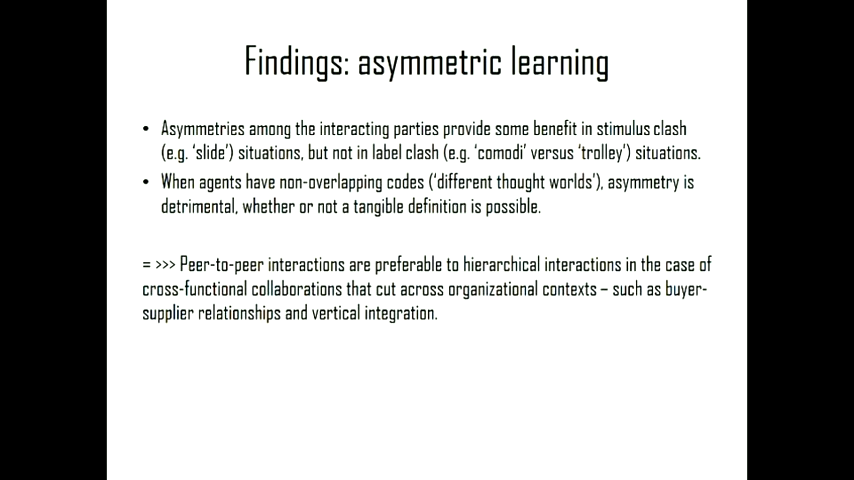 Findings: asymmetric learning
• Asymmetries among the interacting parties provide some benefit in stimulus clash
(e.g. 'slide') situations, but not in label clash (e.g. 'comodi' versus 'trolley') situations.
• When agents have non-overlapping codes ('different thought worlds'), asymmetry is
detrimental, whether or not a tangible definition is possible.
= >>> Peer-to-peer interactions are preferable to hierarchical interactions in the case of
cross-functional collaborations that cut across organizational contexts – such as buyer-
supplier relationships and vertical integration.